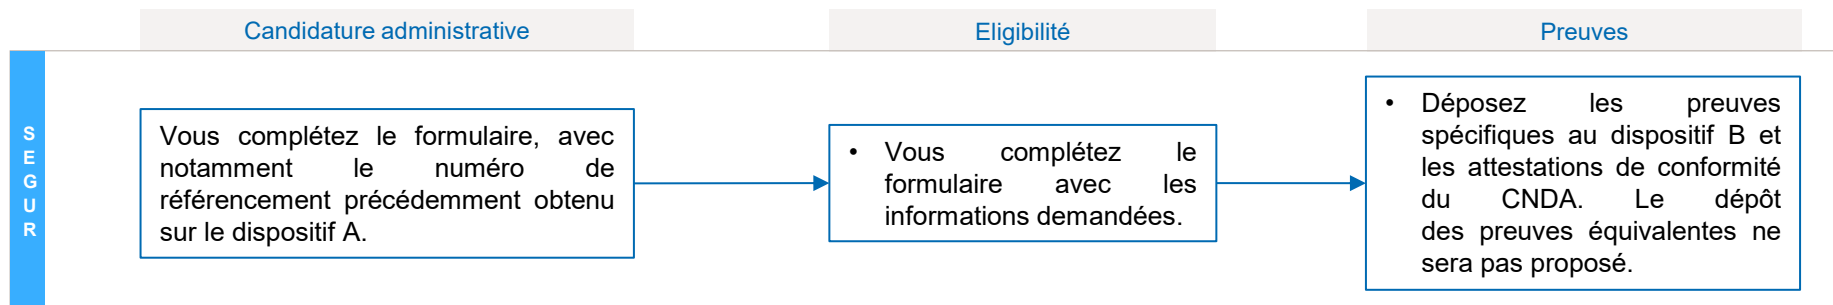 Candidature administrative
Eligibilité
Preuves
S
E
G
U
R
Vous complétez le formulaire, avec
notamment le numéro de
référencement précédemment obtenu
sur le dispositif A.
• Vous complétez le
formulaire avec les
informations demandées.
• Déposez les preuves
spécifiques au dispositif B et
les attestations de conformité
du CNDA. Le dépôt
des preuves équivalentes ne
sera pas proposé.